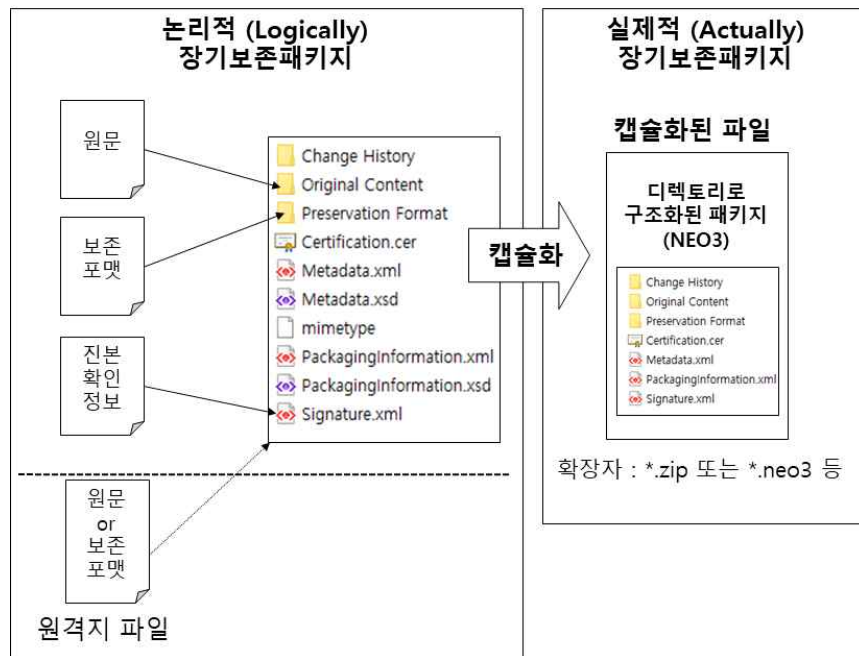 논리적 (Logically)
장기보존패키지
원문
보존
포맷
진본
확인
정보
Change History
Original Content
Preservation Format
Certification.cer
Metadata.xml
Metadata.xsd
mimetype
PackagingInformation.xml
PackagingInformation.xsd
Signature.xml
원문
or
보존
포맷
원격지 파일
캡슐화
실제적 (Actually)
장기보존패키지
캡슐화된 파일
디렉토리로
구조화된 패키지
(NEO3)
Change History
Original Content
Preservation Format
Certification.cer
Metadata.xml
PackagingInformation.xml
Signature.xml
확장자 : *.zip 또는 *.neo3 등